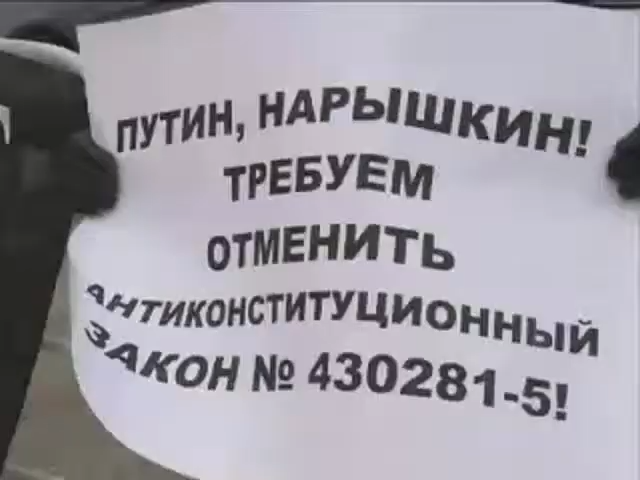 ПУТИН, НАРЫШКИН!
ТРЕБУЕМ
ОТМЕНИТЬ
АНТИКОНСТИТУЦИОННЫЙ
ЗАКОН № 430281-5!